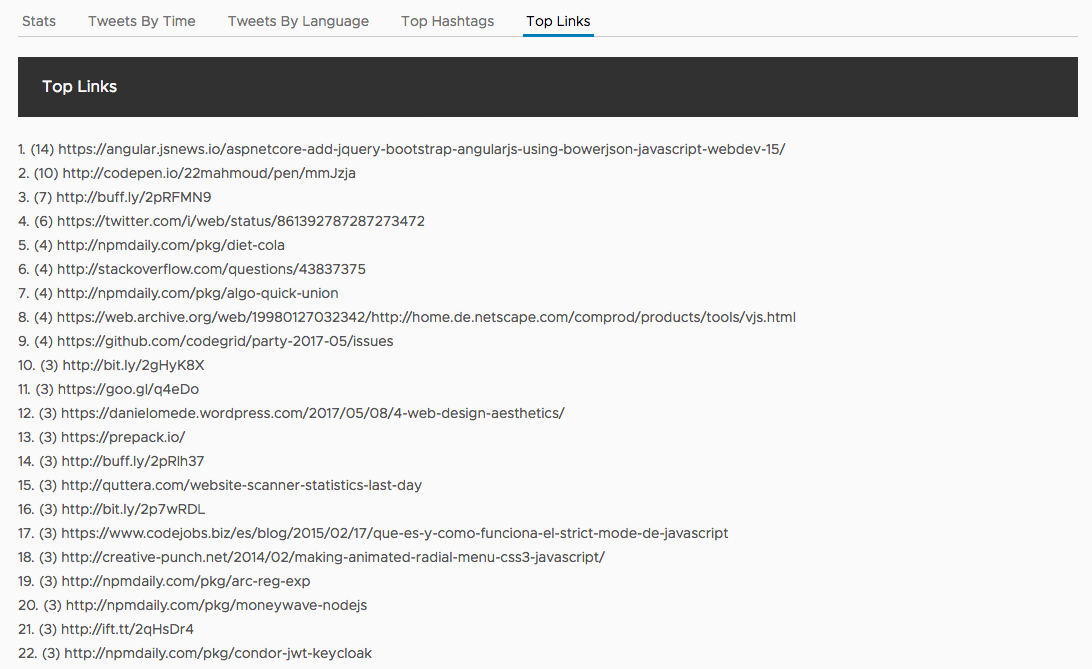 Stats Tweets By Time Tweets By Language Top Hashtags Top Links
Top Links
1. (14) https://angular.jsnews.io/aspnetcore-add-jquery-bootstrap-angularjs-using-bowerjson-javascript-webdev-15/
2. (10) http://codepen.io/22mahmoud/pen/mmJzja
3. (7) http://buff.ly/2pRFMN9
4. (6) https://twitter.com/i/web/status/861392787287273472
5. (4) http://npmdaily.com/pkg/diet-cola
6. (4) http://stackoverflow.com/questions/43837375
7. (4) http://npmdaily.com/pkg/algo-quick-union
8. (4) https://web.archive.org/web/19980127032342/http://home.de.netscape.com/comprod/products/tools/vjs.html
9. (4) https://github.com/codegrid/party-2017-05/issues
10. (3) http://bit.ly/2gHyK8X
11. (3) https://goo.gl/q4eDo
12. (3) https://danielomede.wordpress.com/2017/05/08/4-web-design-aesthetics/
13. (3) https://prepack.io/
14. (3) http://buff.ly/2pRlh37
15. (3) http://quttera.com/website-scanner-statistics-last-day
16. (3) http://bit.ly/2p7wRDL
17. (3) https://www.codejobs.biz/es/blog/2015/02/17/que-es-y-como-funciona-el-strict-mode-de-javascript
18. (3) http://creative-punch.net/2014/02/making-animated-radial-menu-css3-javascript/
19. (3) http://npmdaily.com/pkg/arc-reg-exp
20. (3) http://npmdaily.com/pkg/moneywave-nodejs
21. (3) http://ift.tt/2qHsDr4
22. (3) http://npmdaily.com/pkg/condor-jwt-keycloak